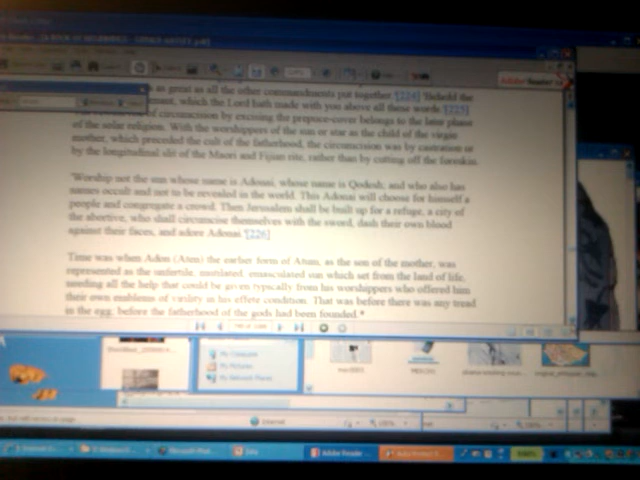 as great as all the other commandments put together.'[224] 'Behold the
which the Lord hath made with you above all these words.'[225]
of circumcision by excising the prepuce-cover belongs to the later phase
of the solar religion. With the worshippers of the sun or star as the child of the virgin
mother, which preceded the cult of the fatherhood, the circumcision was by castration or
by the longitudinal slit of the Maori and Fijian rite, rather than by cutting off the foreskin.
'Worship not the sun whose name is Adonai, whose name is Qodosh; and who also has
names occult and not to be revealed in the world. This Adonai will choose for himself a
people and congregate a crowd. Then Jerusalem shall be built up for a refuge, a city of
the abortive, who shall circumcise themselves with the sword, dash their own blood
against their faces, and adore Adonai.'[226]
Time was when Adon (Aten) the earlier form of Atum, as the son of the mother, was
represented as the unfertile, mutilated, emasculated sun which set from the land of life,
needing all the help that could be given typically from his worshippers who offered him
their own emblems of virility in his effete condition. That was before there was any tread
in the egg, before the fatherhood of the gods had been founded.*
My Computer
My Pictures
My Network Places
Internet
Adobe Reader